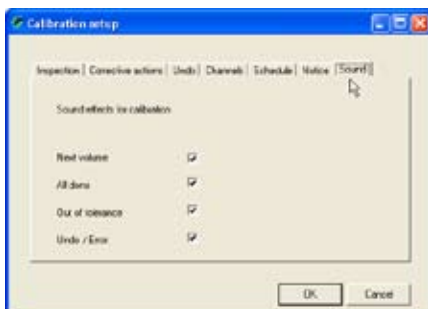 Calibration setup
Inspection | Corrective actions | Undo | Channels | Schedule | Notice | Sound
Sound effects for calibration
Next volume
All done
Out of tolerance
Undo / Error
OK Cancel